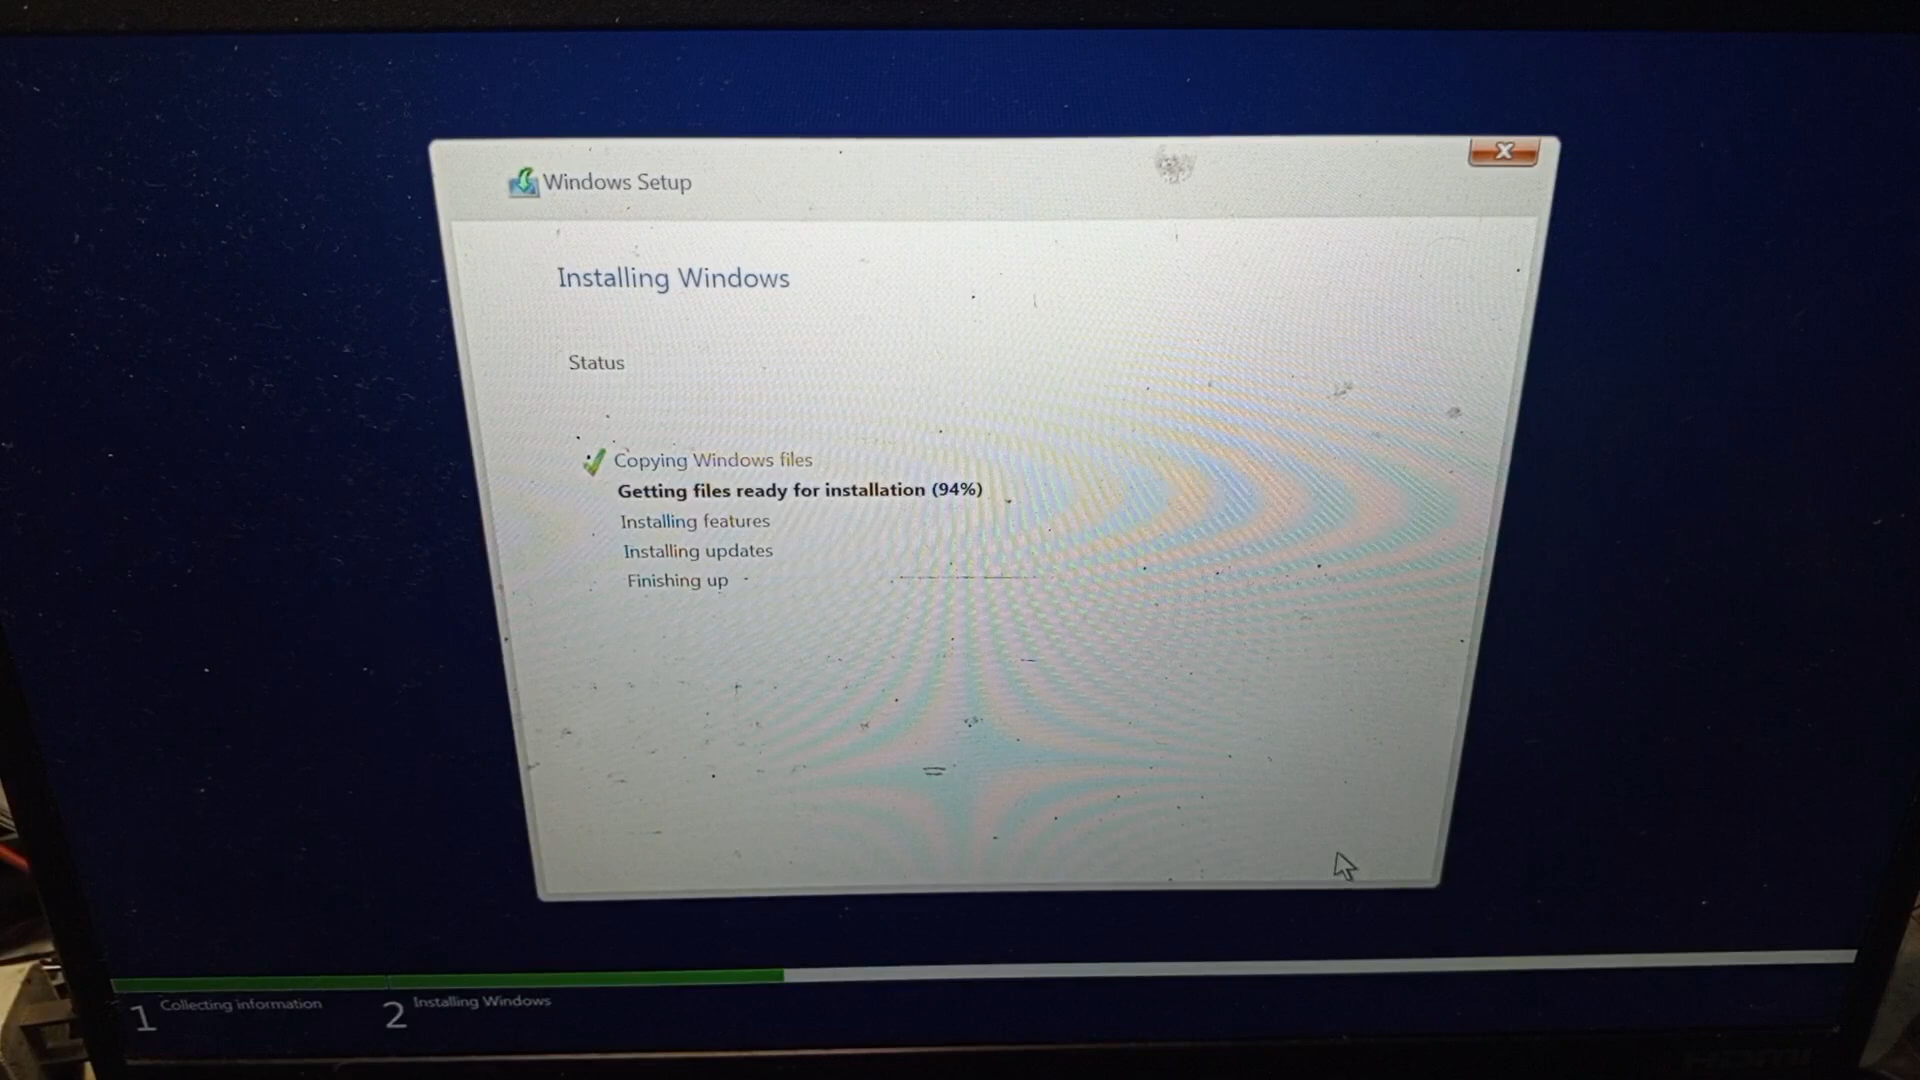 Windows Setup
Installing Windows
Status
Copying Windows files
Getting files ready for installation (94%)
Installing features
Installing updates
Finishing up
1 Collecting information
2 Installing Windows